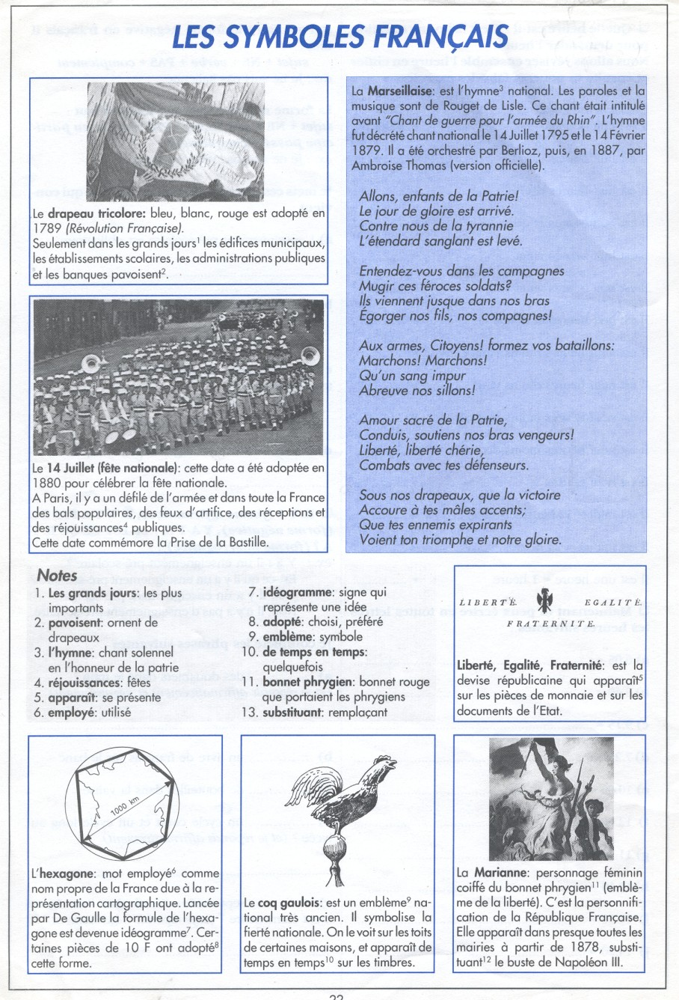 LES SYMBOLES FRANÇAIS
Le drapeau tricolore: bleu, blanc, rouge est adopté en
1789 (Révolution Française).
Seulement dans les grands jours¹ les édifices municipaux,
les établissements scolaires, les administrations publiques
et les banques pavoisent².
Le 14 Juillet (fête nationale): cette date a été adoptée en
1880 pour célébrer la fête nationale.
A Paris, il y a un défilé de l'armée et dans toute la France
des bals populaires, des feux d'artifice, des réceptions et
des réjouissances⁴ publiques.
Cette date commémore la Prise de la Bastille.
La Marseillaise: est l'hymne³ national. Les paroles et la
musique sont de Rouget de Lisle. Ce chant était intitulé
avant "Chant de guerre pour l'armée du Rhin". L'hymne
fut décrété chant national le 14 Juillet 1795 et le 14 Février
1879. Il a été orchestré par Berlioz, puis, en 1887, par
Ambroise Thomas (version officielle).
Allons, enfants de la Patrie!
Le jour de gloire est arrivé.
Contre nous de la tyrannie
L'étendard sanglant est levé.
Entendez-vous dans les campagnes
Mugir ces féroces soldats?
Ils viennent jusque dans nos bras
Égorger nos fils, nos compagnes!
Aux armes, Citoyens! formez vos bataillons:
Marchons! Marchons!
Qu'un sang impur
Abreuve nos sillons!
Amour sacré de la Patrie,
Conduis, soutiens nos bras vengeurs!
Liberté, liberté chérie,
Combats avec tes défenseurs.
Sous nos drapeaux, que la victoire
Accoure à tes mâles accents;
Que tes ennemis expirants
Voient ton triomphe et notre gloire.
Notes
1. Les grands jours: les plus
importants
2. pavoisent: ornent de
drapeaux
3. l'hymne: chant solennel
en l'honneur de la patrie
4. réjouissances: fêtes
5. apparaît: se présente
6. employé: utilisé
7. idéogramme: signe qui
représente une idée
8. adopté: choisi, préféré
9. emblème: symbole
10. de temps en temps:
quelquefois
11. bonnet phrygien: bonnet rouge
que portaient les phrygiens
13. substituant: remplaçant
LIBERTÉ EGALITÉ
FRATERNITE
Liberté, Egalité, Fraternité: est la
devise républicaine qui apparaît⁵
sur les pièces de monnaie et sur les
documents de l'Etat.
1000 km
L'hexagone: mot employé⁶ comme
nom propre de la France due à la re-
présentation cartographique. Lancée
par De Gaulle la formule de l'hexa-
gone est devenue idéogramme⁷. Cer-
taines pièces de 10 F ont adopté⁸
cette forme.
Le coq gaulois: est un emblème⁹ na-
tional très ancien. Il symbolise la
fierté nationale. On le voit sur les toits
de certaines maisons, et apparaît de
temps en temps¹⁰ sur les timbres.
La Marianne: personnage féminin
coiffé du bonnet phrygien¹¹ (emblè-
me de la liberté). C'est la personnifi-
cation de la République Française.
Elle apparaît dans presque toutes les
mairies à partir de 1878, substi-
tuant¹² le buste de Napoléon III.